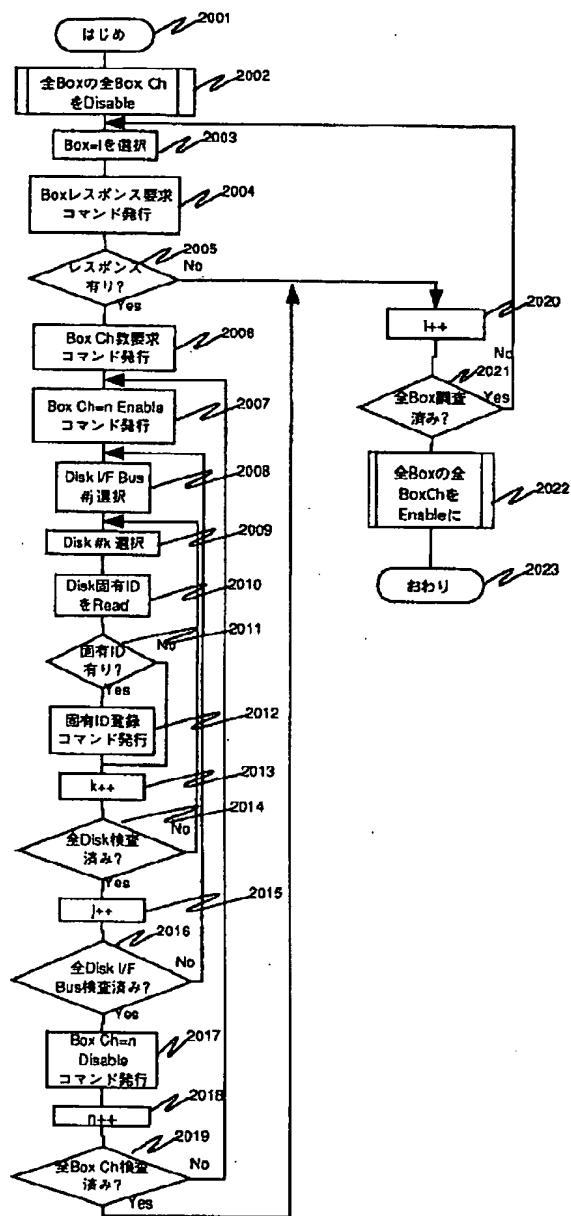 はじめ
2001
全Boxの全Box Ch
をDisable
2002
Box=iを選択
2003
Boxレスポンス要求
コマンド発行
2004
レスポンス
有り?
2005
No
Yes
Box Ch数要求
コマンド発行
2006
Box Ch=n Enable
コマンド発行
2007
Disk I/F Bus
#j 選択
2008
Disk #k 選択
2009
Disk固有ID
をRead
2010
固有ID
有り?
2011
No
Yes
固有ID登録
コマンド発行
2012
k++
2013
全Disk検査
済み?
2014
No
Yes
j++
2015
全Disk I/F
Bus検査済み?
2016
No
Yes
Box Ch=n
Disable
コマンド発行
2017
n++
2018
全Box Ch検査
済み?
2019
No
Yes
i++
2020
No
全Box調査
済み?
2021
Yes
全Boxの全
BoxChを
Enableに
2022
おわり
2023